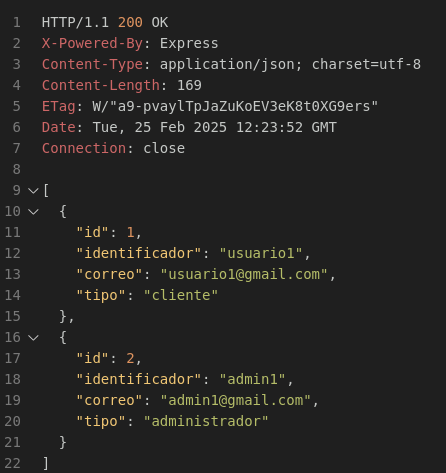 1 HTTP/1.1 200 OK
2 X-Powered-By: Express
3 Content-Type: application/json; charset=utf-8
4 Content-Length: 169
5 ETag: W/"a9-pvaylTpJaZuKoEV3eK8t0XG9ers"
6 Date: Tue, 25 Feb 2025 12:23:52 GMT
7 Connection: close
8
9 [
10 {
11 "id": 1,
12 "identificador": "usuario1",
13 "correo": "usuario1@gmail.com",
14 "tipo": "cliente"
15 },
16 {
17 "id": 2,
18 "identificador": "admin1",
19 "correo": "admin1@gmail.com",
20 "tipo": "administrador"
21 }
22 ]